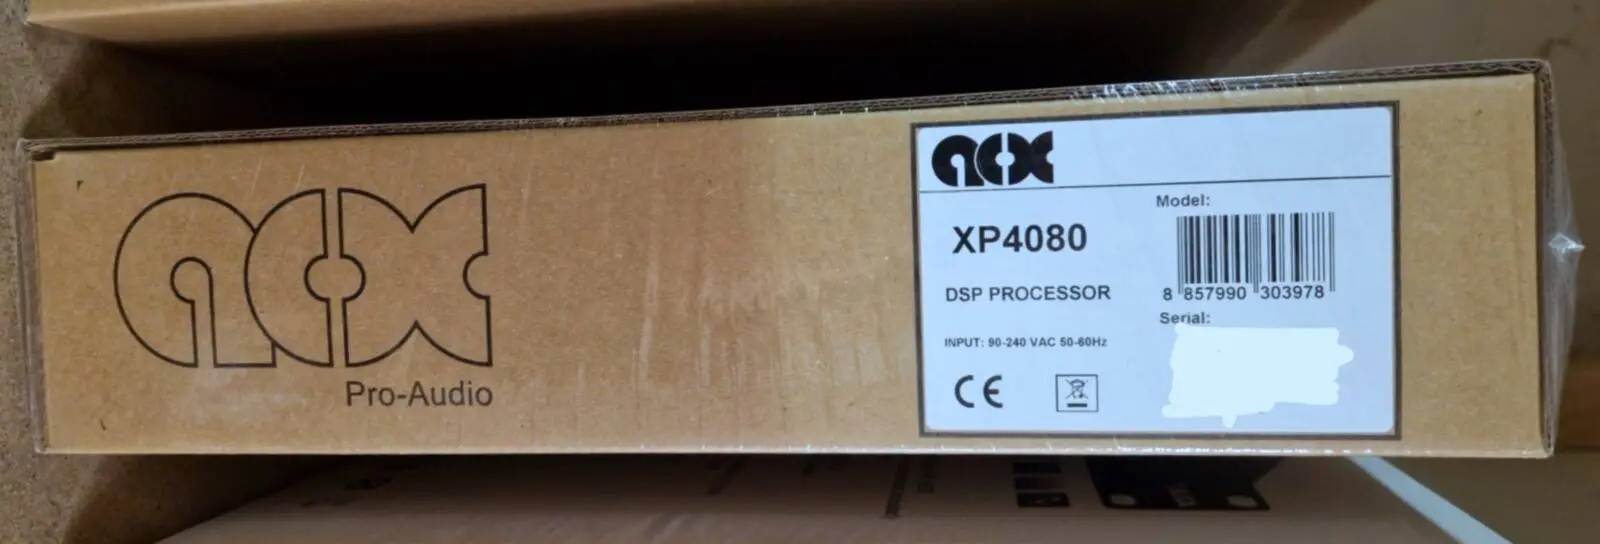 acx
Pro-Audio
acx
XP4080
DSP PROCESSOR
INPUT: 90-240 VAC 50-60Hz
CE
Model:
8 857990 303978
Serial: